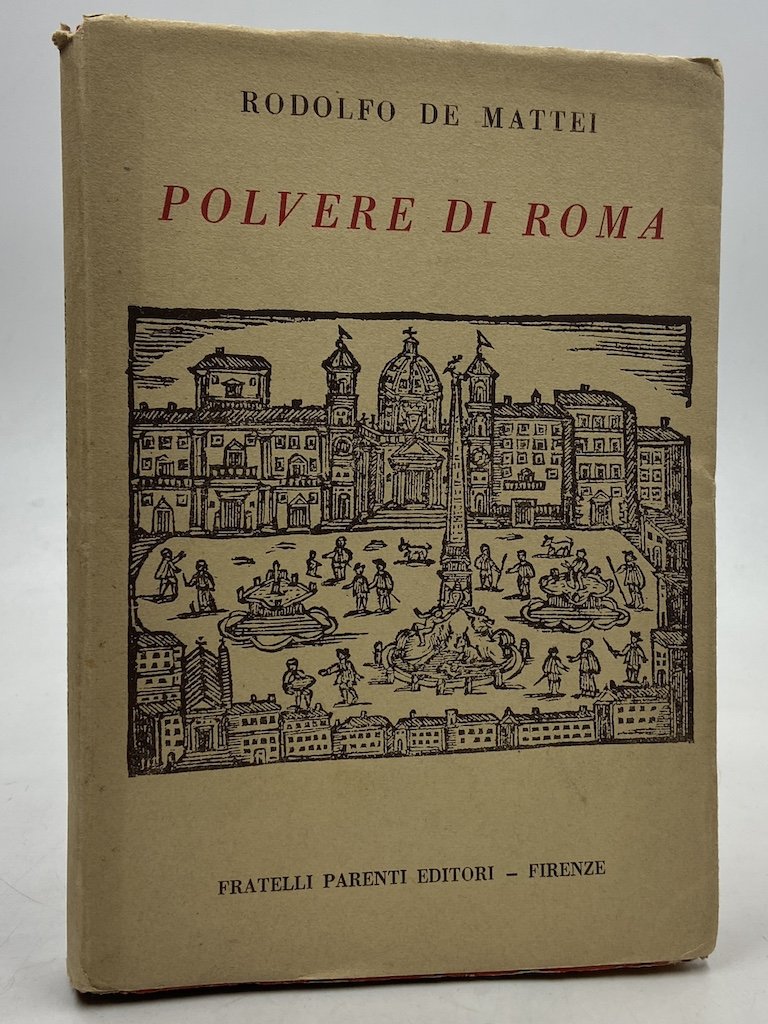 RODOLFO DE MATTEI
POLVERE DI ROMA
FRATELLI PARENTI EDITORI – FIRENZE